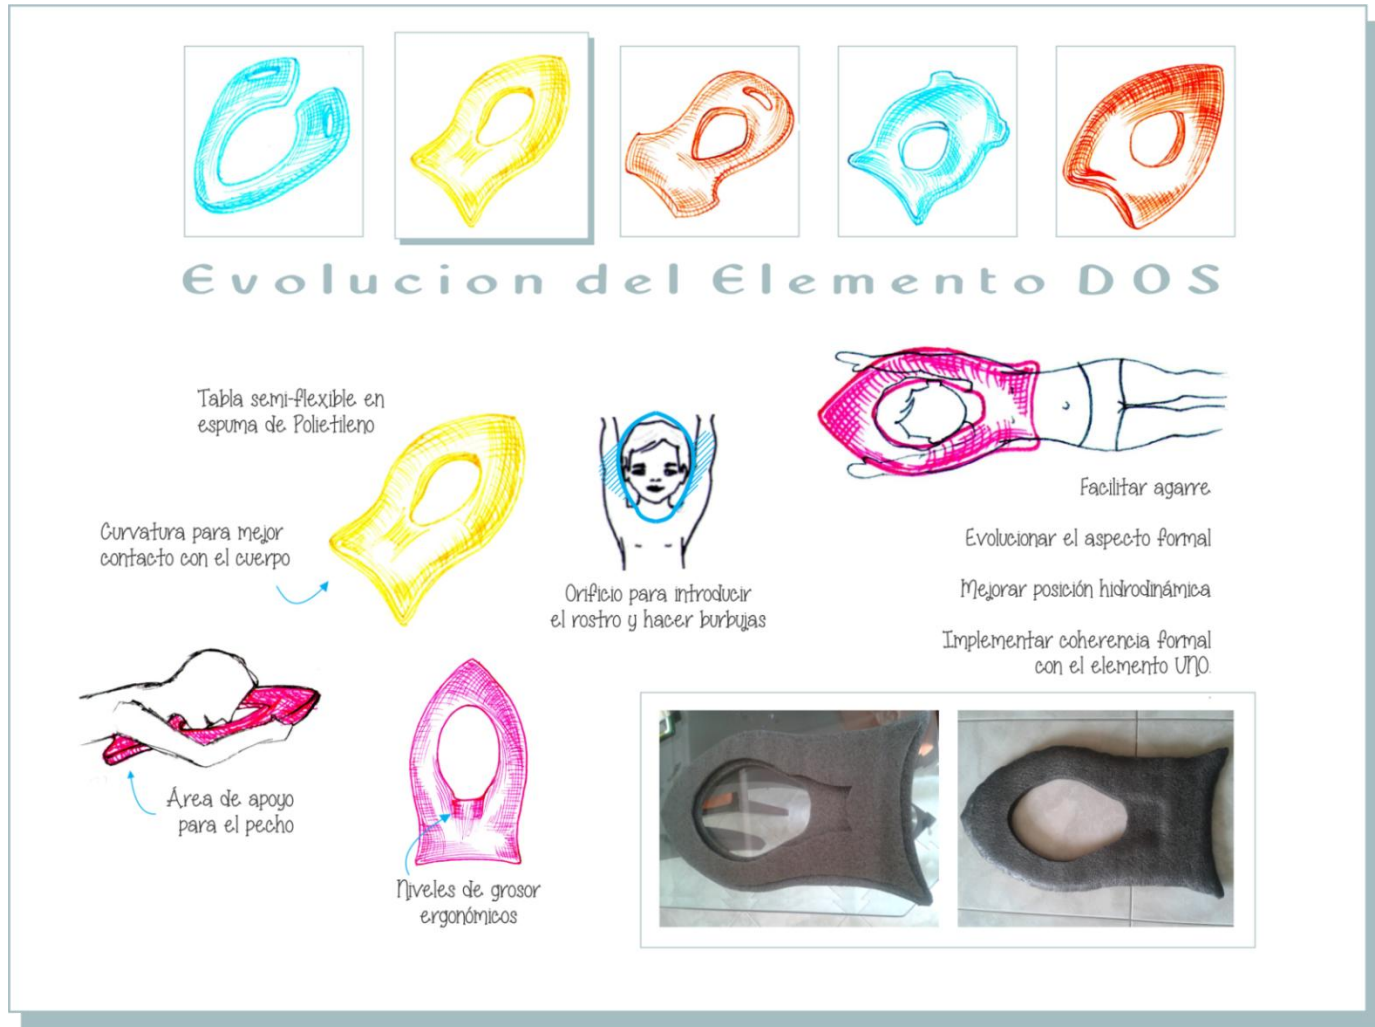 Evolucion del Elemento DOS
Tabla semi-flexible en
espuma de Polietileno
Curvatura para mejor
contacto con el cuerpo
Orificio para introducir
el rostro y hacer burbujas
Facilitar agarre
Evolucionar el aspecto formal
Mejorar posición hidrodinámica
Implementar coherencia formal
con el elemento UNO.
Área de apoyo
para el pecho
Niveles de grosor
ergonómicos